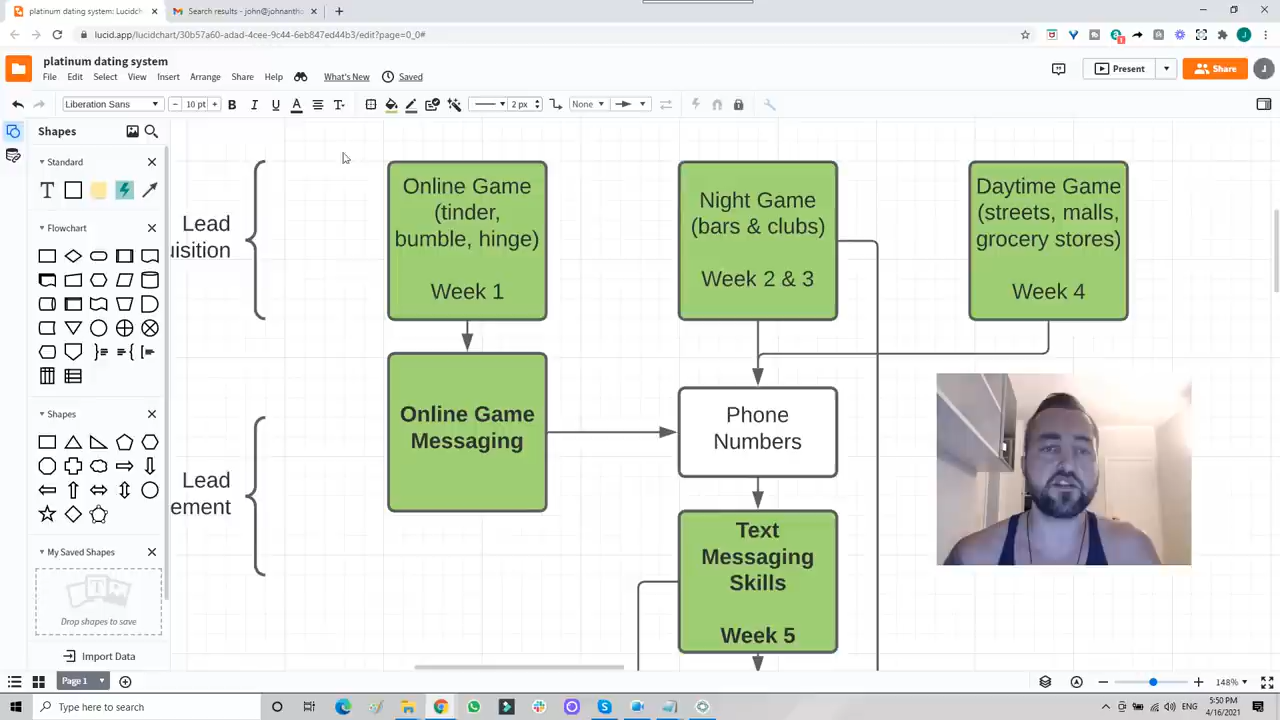 platinum dating system: Lucidch
Search results - john@johnantha
lucid.app/lucidchart/30b57a60-adad-4cee-9c44-6eb847ed44b3/edit?page=0_0#
platinum dating system
File Edit Select View Insert Arrange Share Help What's New Saved
Present
Share
J
Liberation Sans
10 pt
2 px
None
Shapes
Standard
Flowchart
Shapes
My Saved Shapes
Drop shapes to save
Import Data
Lead
uisition
Online Game
(tinder,
bumble, hinge)
Week 1
Night Game
(bars & clubs)
Week 2 & 3
Daytime Game
(streets, malls,
grocery stores)
Week 4
Lead
ement
Online Game
Messaging
Phone
Numbers
Text
Messaging
Skills
Week 5
Page 1
148%
Type here to search
5:50 PM
4/16/2021